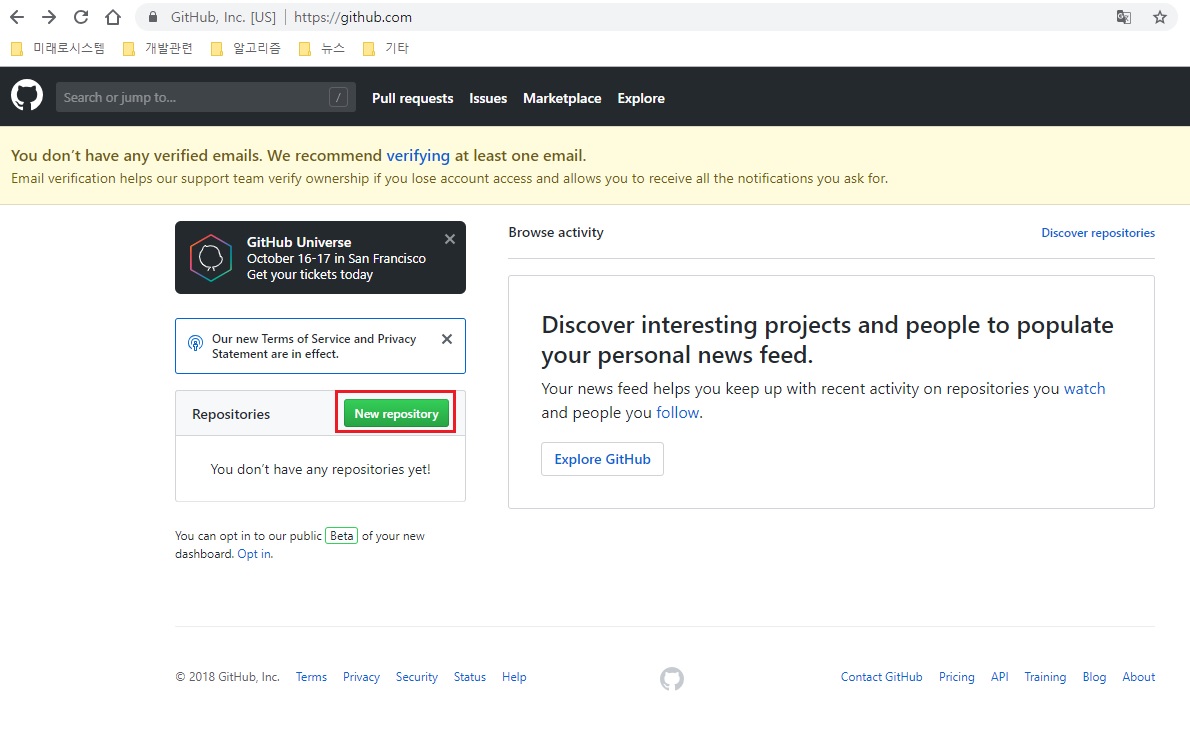 GitHub, Inc. [US] | https://github.com
미래로시스템 개발관련 알고리즘 뉴스 기타
Search or jump to... / Pull requests Issues Marketplace Explore
You don't have any verified emails. We recommend verifying at least one email.
Email verification helps our support team verify ownership if you lose account access and allows you to receive all the notifications you ask for.
GitHub Universe
October 16-17 in San Francisco
Get your tickets today
Our new Terms of Service and Privacy
Statement are in effect.
Repositories New repository
You don't have any repositories yet!
You can opt in to our public Beta of your new
dashboard. Opt in.
Browse activity Discover repositories
Discover interesting projects and people to populate
your personal news feed.
Your news feed helps you keep up with recent activity on repositories you watch
and people you follow.
Explore GitHub
© 2018 GitHub, Inc. Terms Privacy Security Status Help Contact GitHub Pricing API Training Blog About